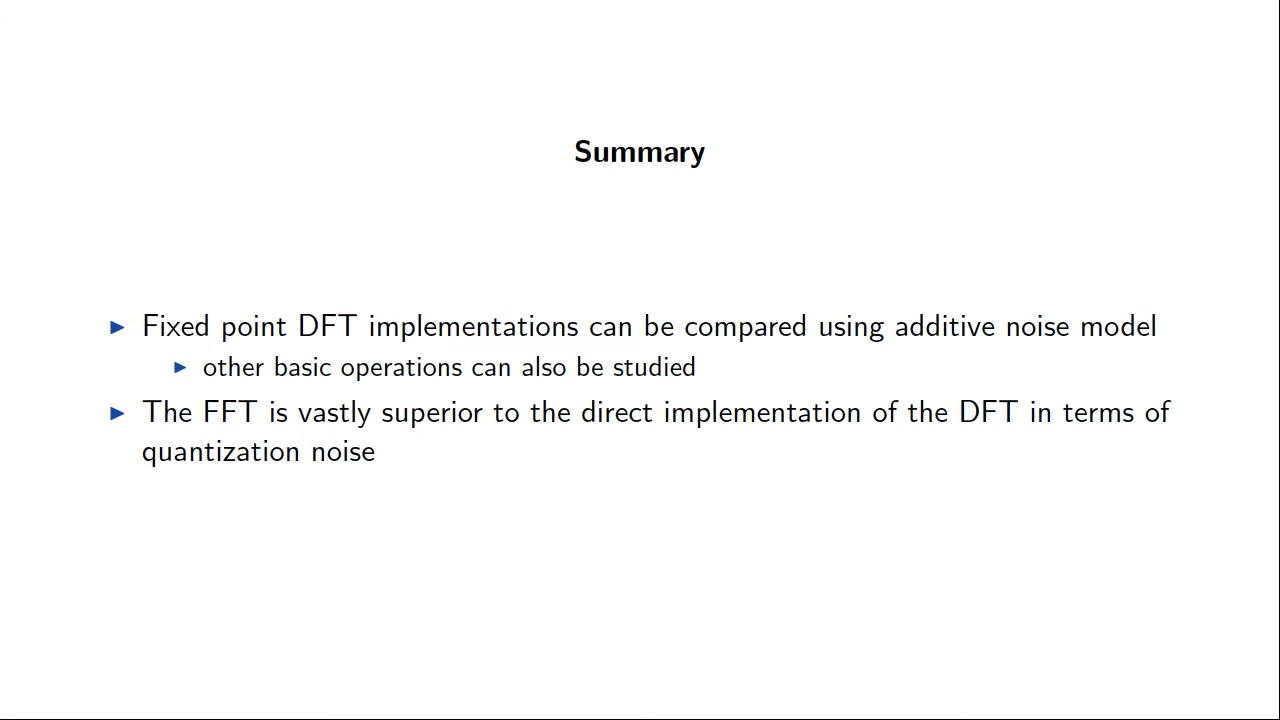 Summary
▶ Fixed point DFT implementations can be compared using additive noise model
▶ other basic operations can also be studied
▶ The FFT is vastly superior to the direct implementation of the DFT in terms of
quantization noise